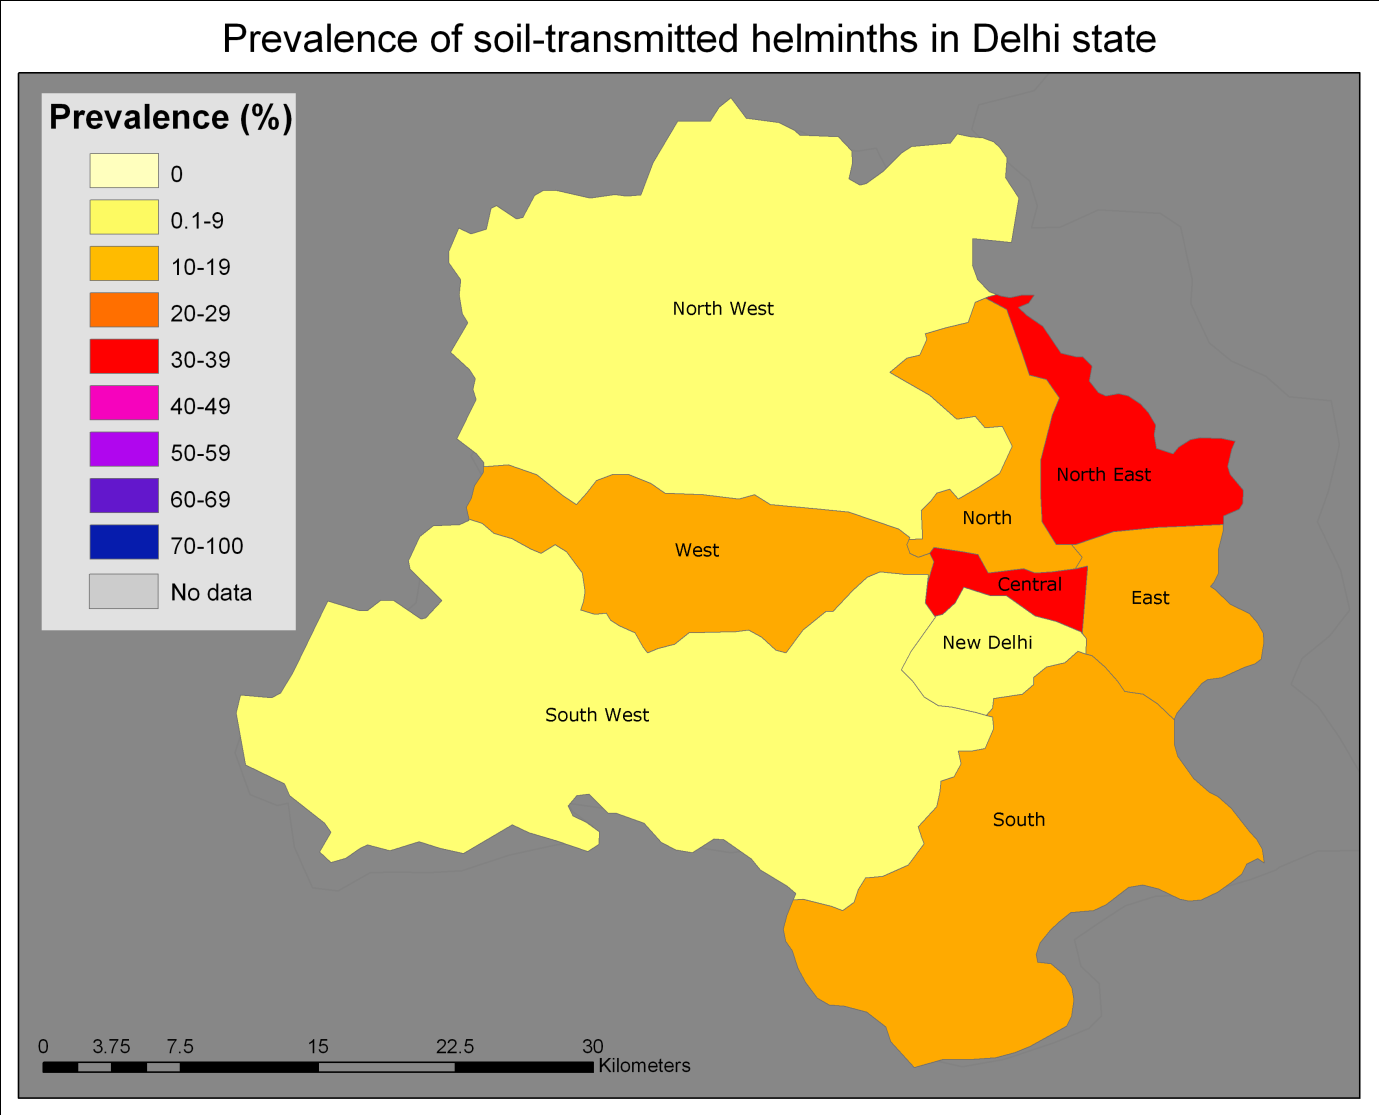 Prevalence of soil-transmitted helminths in Delhi state
Prevalence (%)
0
0.1-9
10-19
20-29
30-39
40-49
50-59
60-69
70-100
No data
North West
North East
North
West
Central
East
New Delhi
South West
South
0 3.75 7.5 15 22.5 30
Kilometers